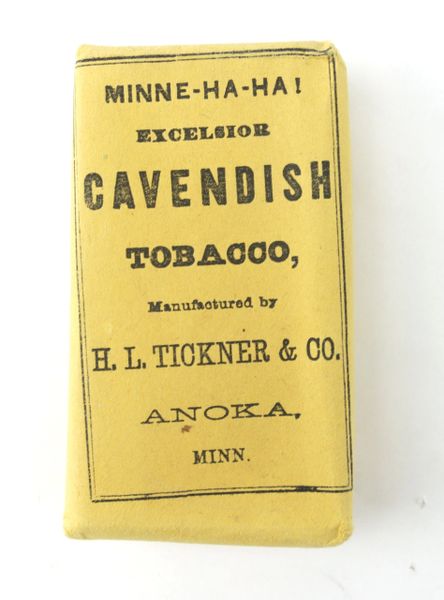 MINNE-HA-HA!
EXCELSIOR
CAVENDISH
TOBACCO,
Manufactured by
H. L. TICKNER & CO.
ANOKA,
MINN.